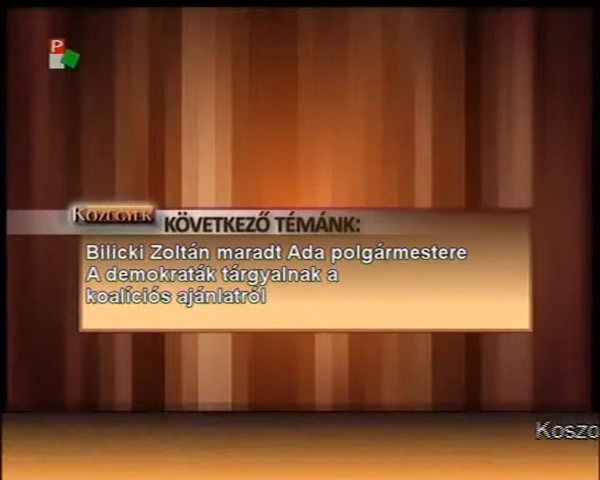 P
KÖZÜGYEK
KÖVETKEZŐ TÉMÁNK:
Bilicki Zoltán maradt Ada polgármestere
A demokraták tárgyalnak a
koalíciós ajánlatról
Koszo